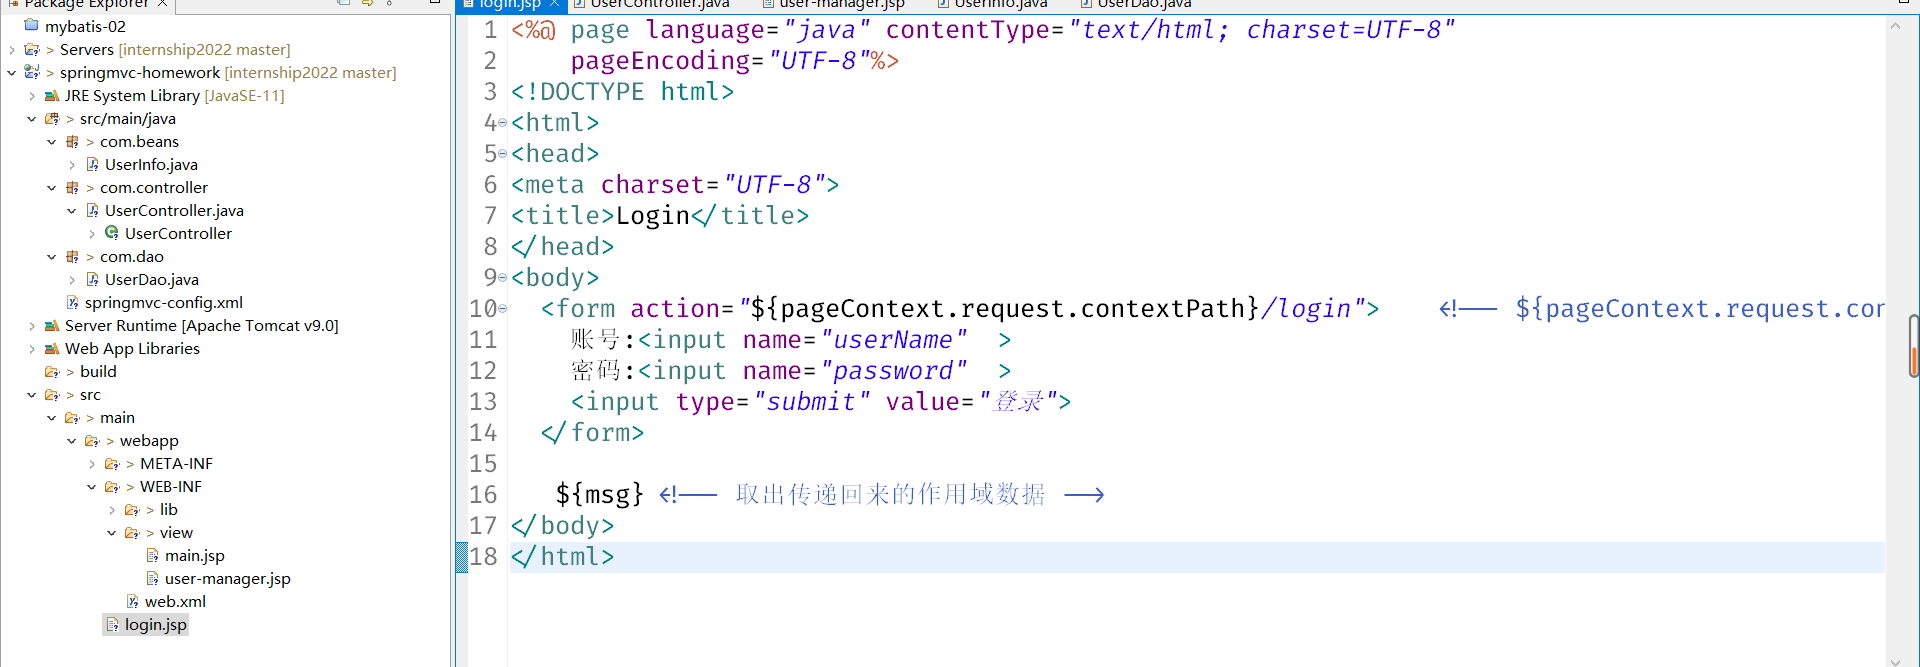 Package Explorer
mybatis-02
> Servers [internship2022 master]
> springmvc-homework [internship2022 master]
JRE System Library [JavaSE-11]
> src/main/java
> com.beans
UserInfo.java
> com.controller
UserController.java
UserController
> com.dao
UserDao.java
springmvc-config.xml
Server Runtime [Apache Tomcat v9.0]
Web App Libraries
> build
> src
> main
> webapp
> META-INF
> WEB-INF
> lib
> view
main.jsp
user-manager.jsp
web.xml
login.jsp
login.jsp UserController.java user-manager.jsp UserInfo.java UserDao.java
1 <%@ page language="java" contentType="text/html; charset=UTF-8"
2 pageEncoding="UTF-8"%>
3 <!DOCTYPE html>
4 <html>
5 <head>
6 <meta charset="UTF-8">
7 <title>Login</title>
8 </head>
9 <body>
10 <form action="${pageContext.request.contextPath}/login"> <!-- ${pageContext.request.con
11 账号:<input name="userName" >
12 密码:<input name="password" >
13 <input type="submit" value="登录">
14 </form>
15
16 ${msg} <!-- 取出传递回来的作用域数据 -->
17 </body>
18 </html>